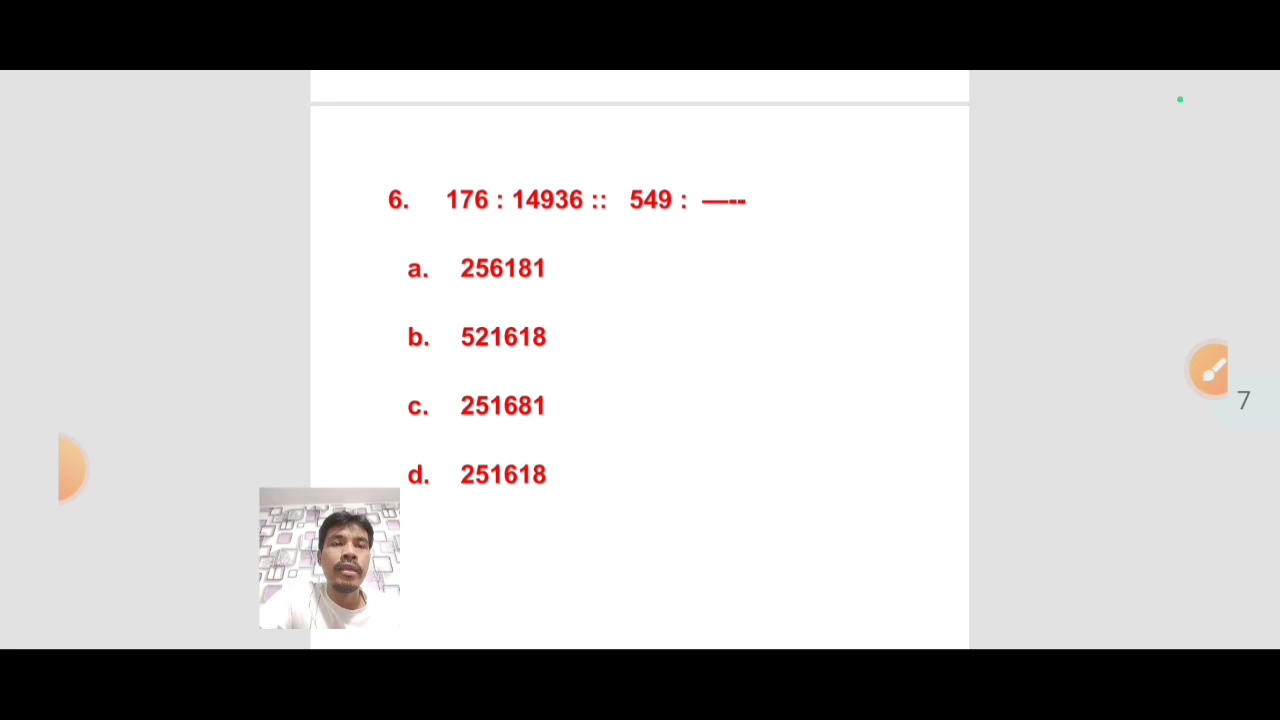 6. 176 : 14936 :: 549 : —--
a. 256181
b. 521618
c. 251681
d. 251618
7